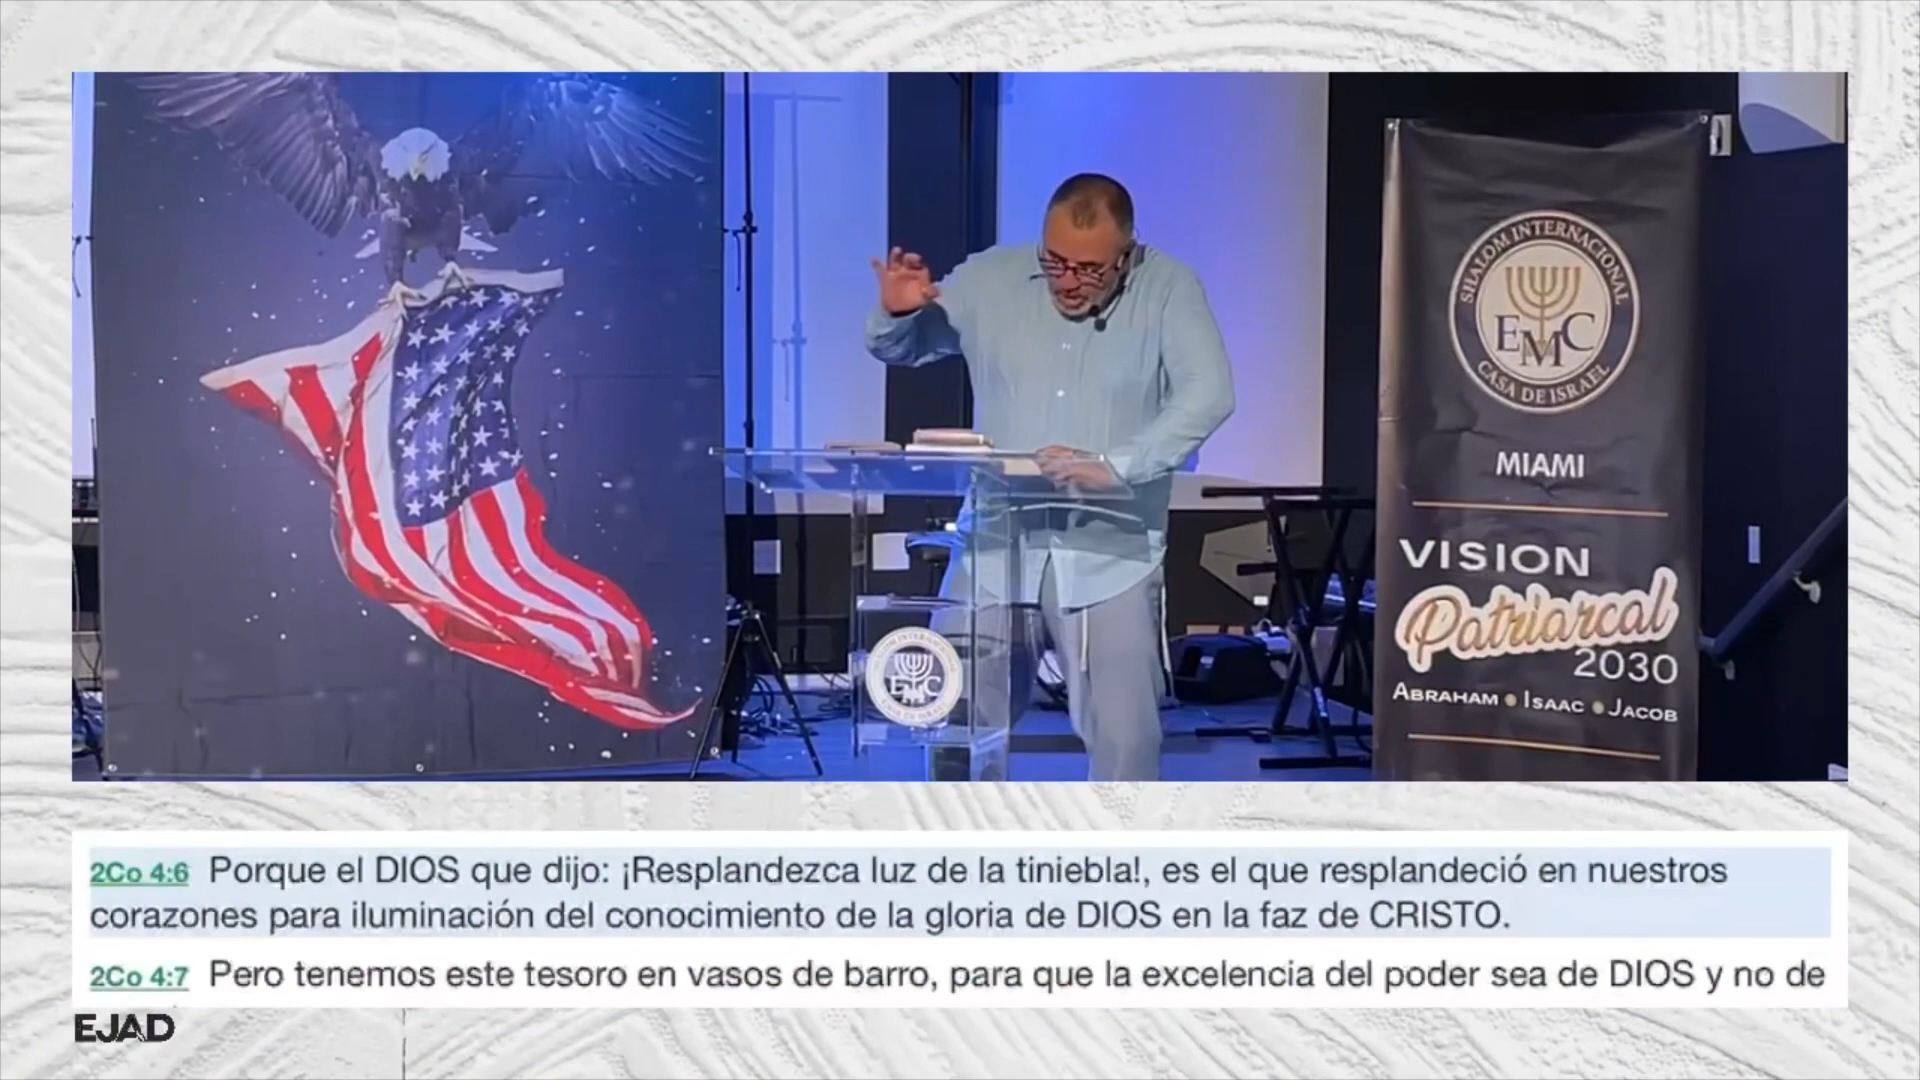 SHALOM INTERNACIONAL
EMC
CASA DE ISRAEL
MIAMI
VISION
Patriarcal
2030
ABRAHAM • ISAAC • JACOB
EMC
2Co 4:6 Porque el DIOS que dijo: ¡Resplandezca luz de la tiniebla!, es el que resplandeció en nuestros
corazones para iluminación del conocimiento de la gloria de DIOS en la faz de CRISTO.
2Co 4:7 Pero tenemos este tesoro en vasos de barro, para que la excelencia del poder sea de DIOS y no de
EJAD